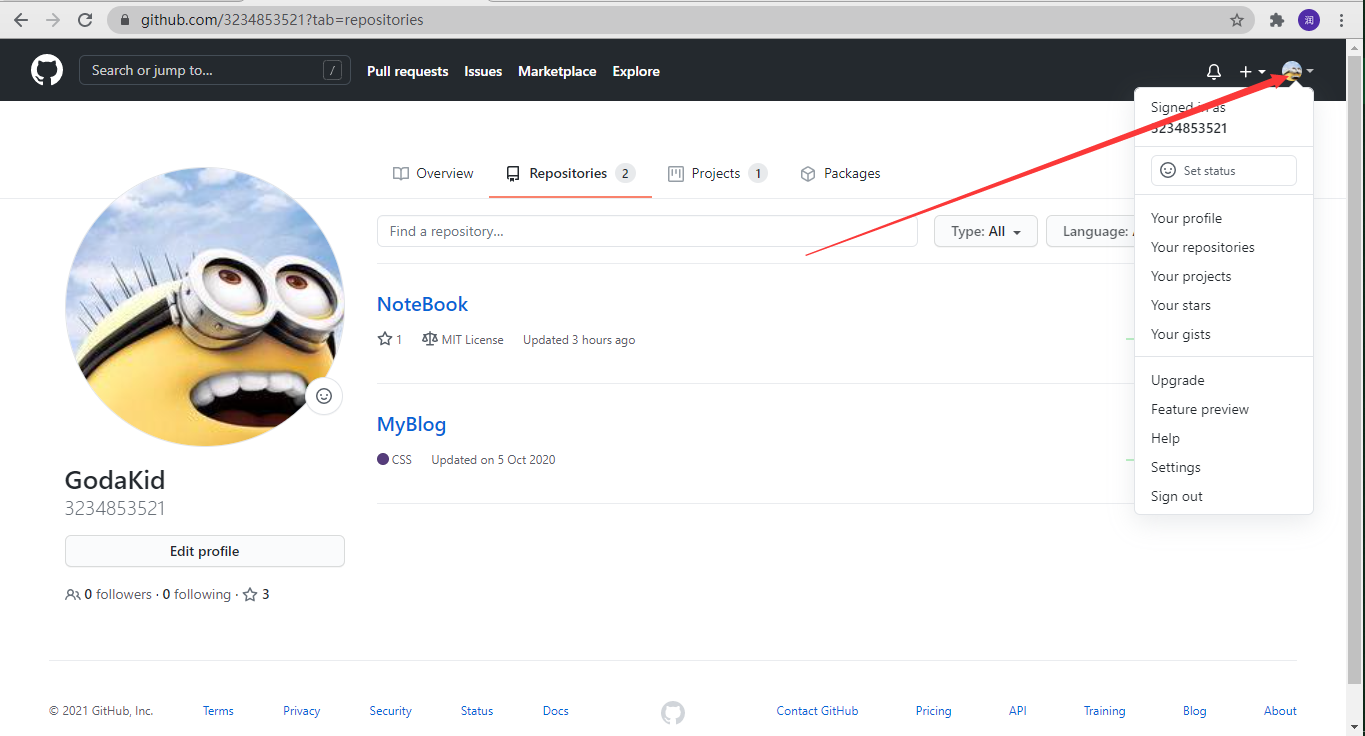 github.com/3234853521?tab=repositories
润
Search or jump to...
/
Pull requests
Issues
Marketplace
Explore
Signed in as
3234853521
Set status
Your profile
Your repositories
Your projects
Your stars
Your gists
Upgrade
Feature preview
Help
Settings
Sign out
Overview
Repositories 2
Projects 1
Packages
Find a repository...
Type: All
Language:
NoteBook
1 MIT License Updated 3 hours ago
MyBlog
CSS Updated on 5 Oct 2020
GodaKid
3234853521
Edit profile
0 followers · 0 following · 3
© 2021 GitHub, Inc.
Terms
Privacy
Security
Status
Docs
Contact GitHub
Pricing
API
Training
Blog
About